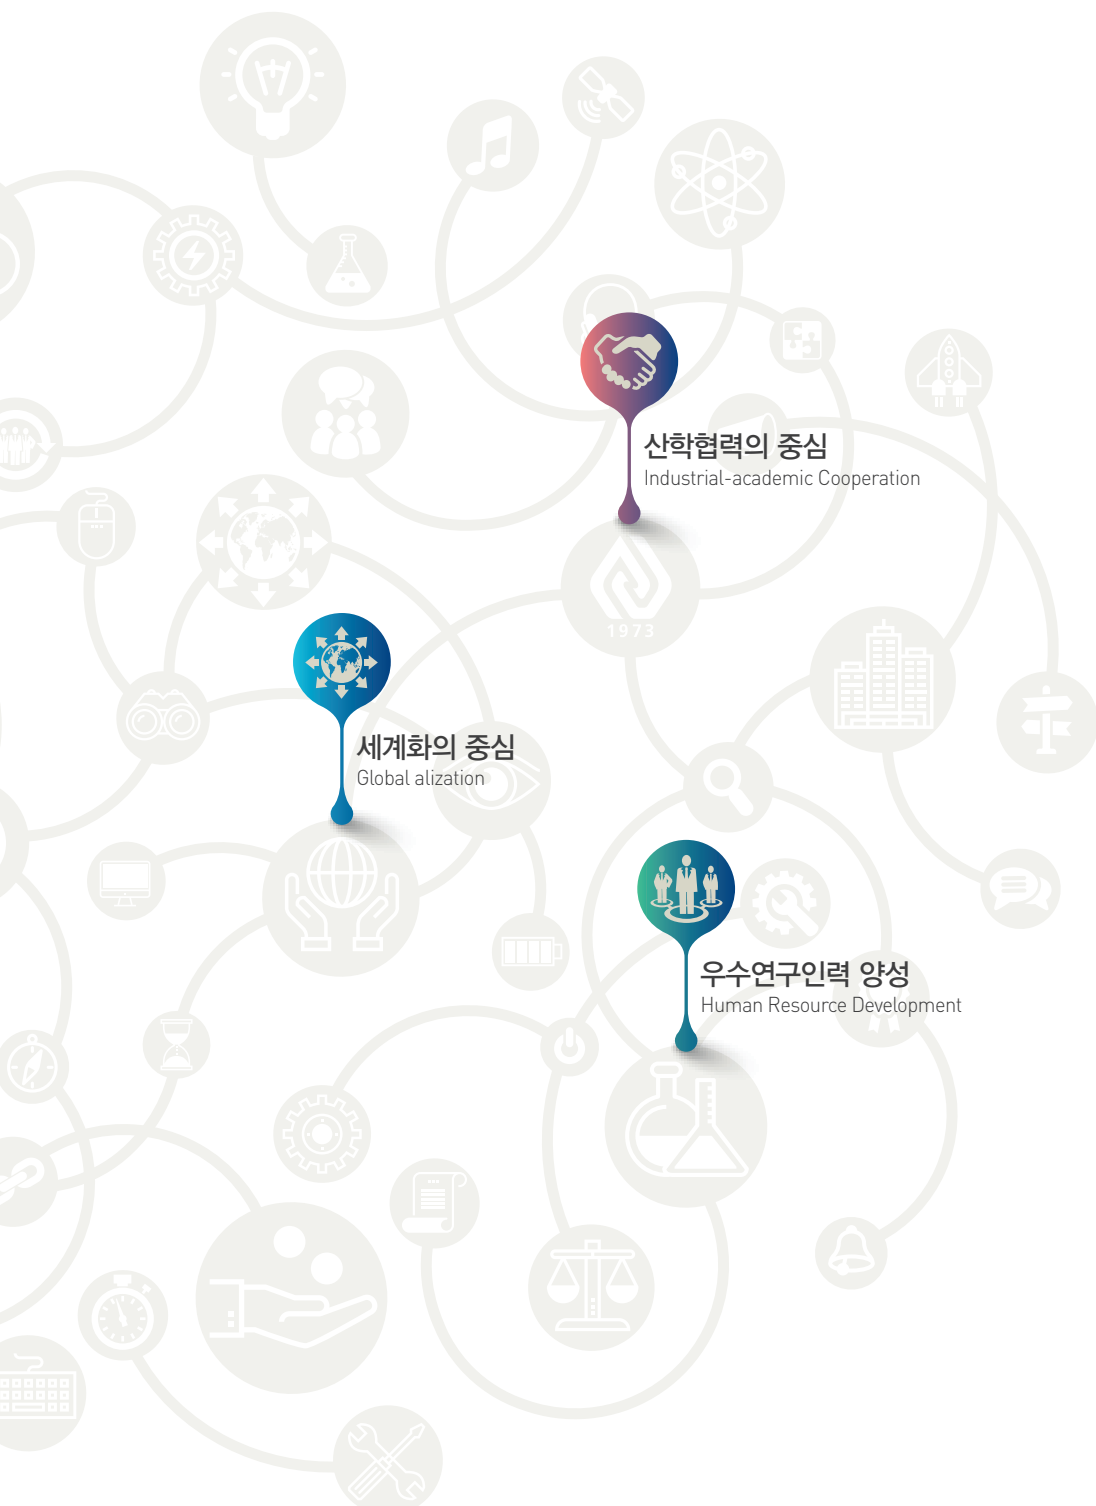 산학협력의 중심
Industrial-academic Cooperation
1973
세계화의 중심
Global alization
우수연구인력 양성
Human Resource Development